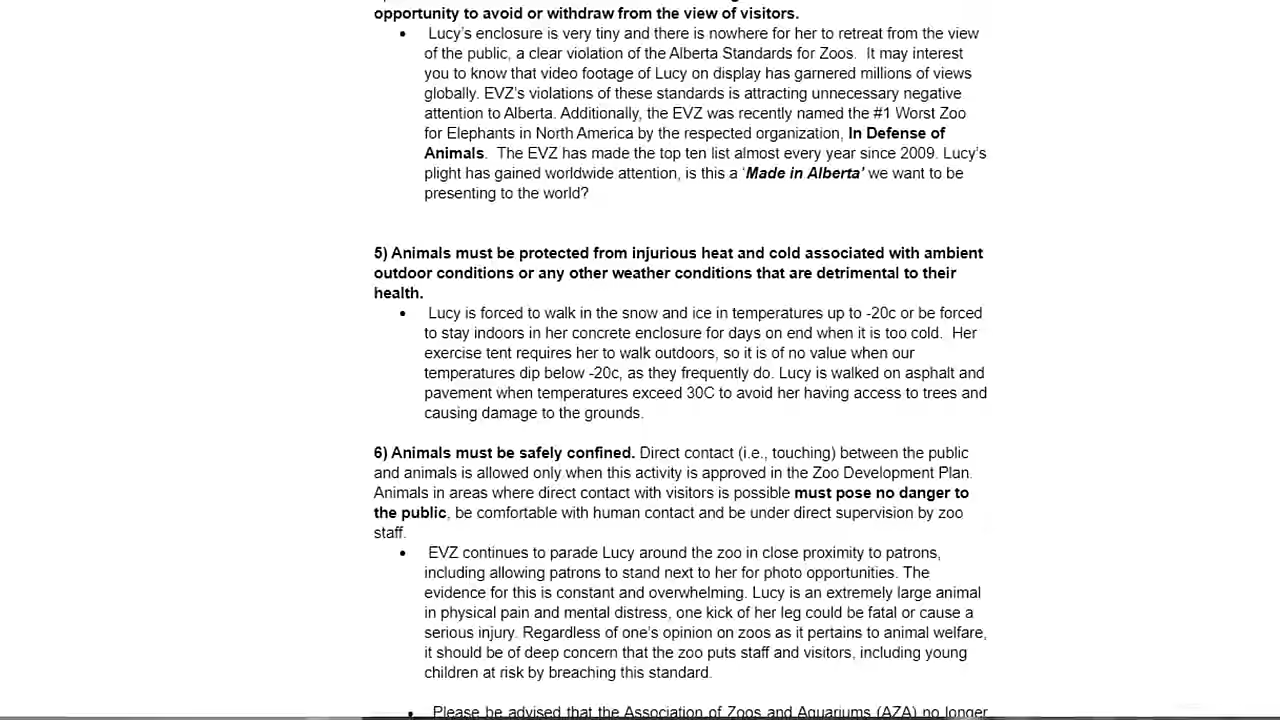 opportunity to avoid or withdraw from the view of visitors.
• Lucy's enclosure is very tiny and there is nowhere for her to retreat from the view
of the public, a clear violation of the Alberta Standards for Zoos. It may interest
you to know that video footage of Lucy on display has garnered millions of views
globally. EVZ's violations of these standards is attracting unnecessary negative
attention to Alberta. Additionally, the EVZ was recently named the #1 Worst Zoo
for Elephants in North America by the respected organization, In Defense of
Animals. The EVZ has made the top ten list almost every year since 2009. Lucy's
plight has gained worldwide attention, is this a 'Made in Alberta' we want to be
presenting to the world?
5) Animals must be protected from injurious heat and cold associated with ambient
outdoor conditions or any other weather conditions that are detrimental to their
health.
• Lucy is forced to walk in the snow and ice in temperatures up to -20c or be forced
to stay indoors in her concrete enclosure for days on end when it is too cold. Her
exercise tent requires her to walk outdoors, so it is of no value when our
temperatures dip below -20c, as they frequently do. Lucy is walked on asphalt and
pavement when temperatures exceed 30C to avoid her having access to trees and
causing damage to the grounds.
6) Animals must be safely confined. Direct contact (i.e., touching) between the public
and animals is allowed only when this activity is approved in the Zoo Development Plan.
Animals in areas where direct contact with visitors is possible must pose no danger to
the public, be comfortable with human contact and be under direct supervision by zoo
staff.
• EVZ continues to parade Lucy around the zoo in close proximity to patrons,
including allowing patrons to stand next to her for photo opportunities. The
evidence for this is constant and overwhelming. Lucy is an extremely large animal
in physical pain and mental distress, one kick of her leg could be fatal or cause a
serious injury. Regardless of one's opinion on zoos as it pertains to animal welfare,
it should be of deep concern that the zoo puts staff and visitors, including young
children at risk by breaching this standard.
• Please be advised that the Association of Zoos and Aquariums (AZA) no longer